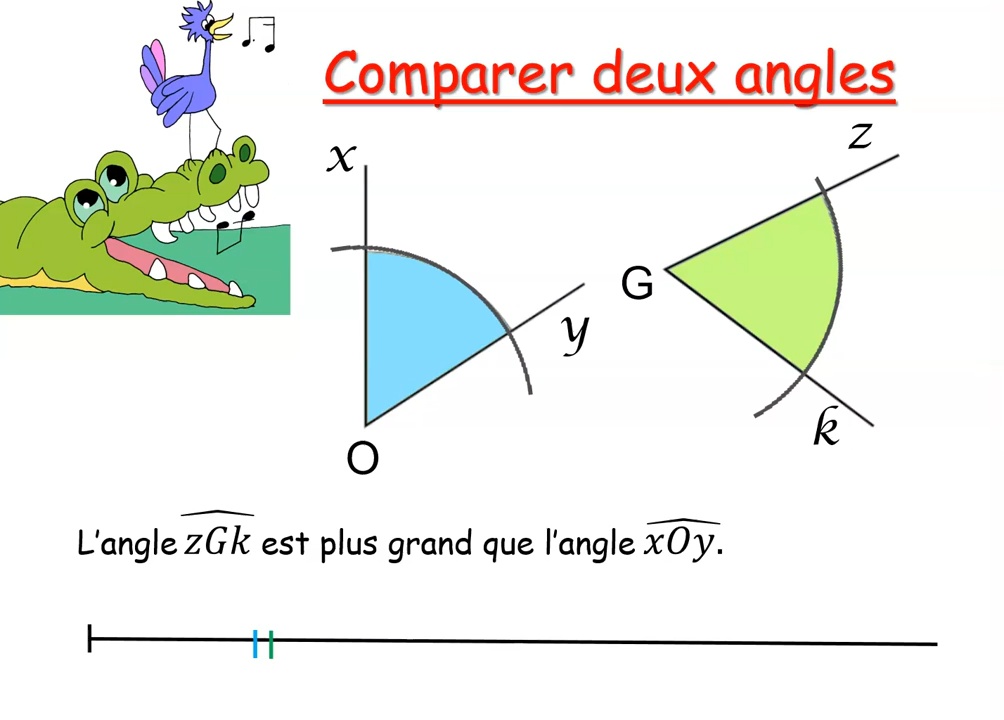 Comparer deux angles
x
z
G
y
k
O
L'angle zGk est plus grand que l'angle xOy.